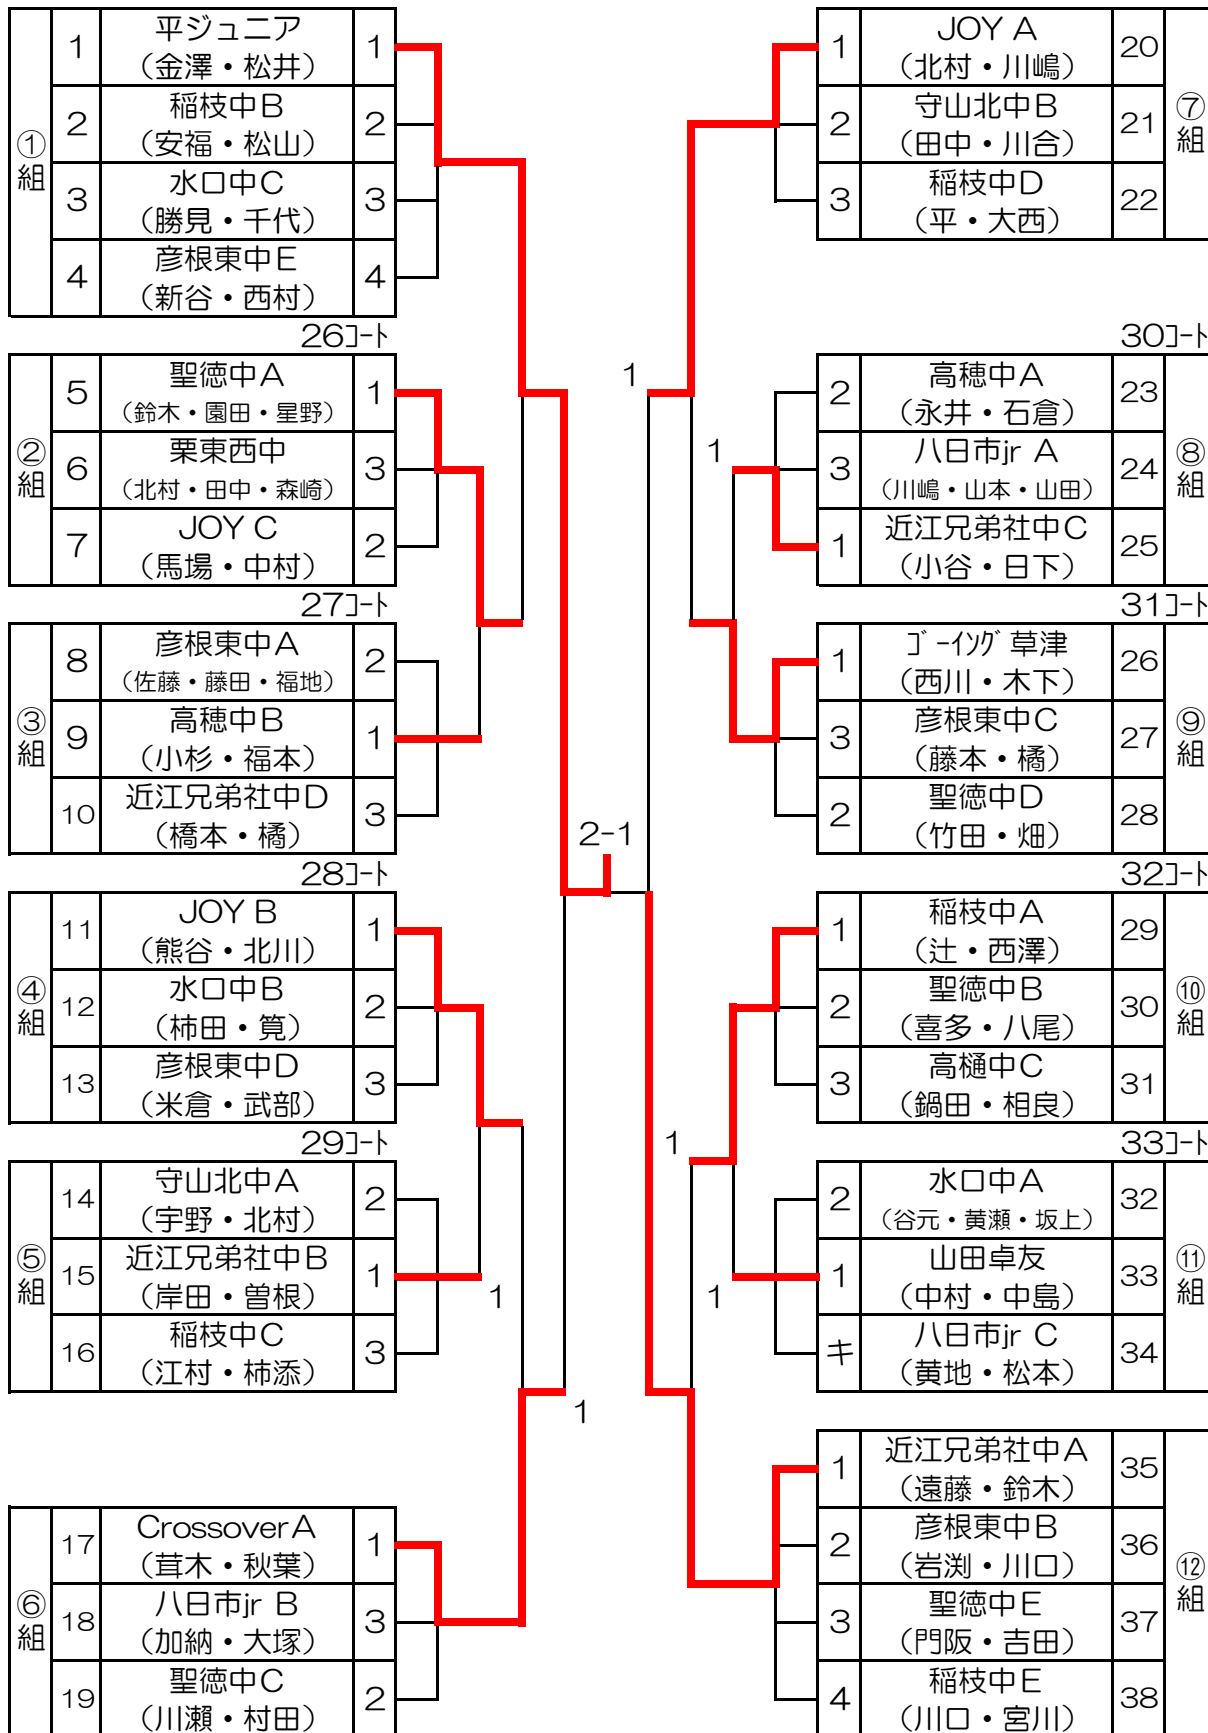 ①組
1 平ジュニア 1
（金澤・松井）
2 稲枝中B 2
（安福・松山）
3 水口中C 3
（勝見・千代）
4 彦根東中E 4
（新谷・西村）
26ｺｰﾄ
②組
5 聖徳中A 1
（鈴木・園田・星野）
6 栗東西中 3
（北村・田中・森崎）
7 JOY C 2
（馬場・中村）
27ｺｰﾄ
③組
8 彦根東中A 2
（佐藤・藤田・福地）
9 高穂中B 1
（小杉・福本）
10 近江兄弟社中D 3
（橋本・橘）
28ｺｰﾄ
④組
11 JOY B 1
（熊谷・北川）
12 水口中B 2
（柿田・筧）
13 彦根東中D 3
（米倉・武部）
29ｺｰﾄ
⑤組
14 守山北中A 2
（宇野・北村）
15 近江兄弟社中B 1
（岸田・曽根）
16 稲枝中C 3
（江村・柿添）
1
1
⑥組
17 CrossoverA 1
（茸木・秋葉）
18 八日市jr B 3
（加納・大塚）
19 聖徳中C 2
（川瀬・村田）
2-1
⑦組
1 JOY A 20
（北村・川嶋）
2 守山北中B 21
（田中・川合）
3 稲枝中D 22
（平・大西）
30ｺｰﾄ
1
1
⑧組
2 高穂中A 23
（永井・石倉）
3 八日市jr A 24
（川嶋・山本・山田）
1 近江兄弟社中C 25
（小谷・日下）
31ｺｰﾄ
⑨組
1 ｺﾞｰｲﾝｸﾞ草津 26
（西川・木下）
3 彦根東中C 27
（藤本・橘）
2 聖徳中D 28
（竹田・畑）
32ｺｰﾄ
⑩組
1 稲枝中A 29
（辻・西澤）
2 聖徳中B 30
（喜多・八尾）
3 高樋中C 31
（鍋田・相良）
33ｺｰﾄ
1
1
⑪組
2 水口中A 32
（谷元・黄瀬・坂上）
1 山田卓友 33
（中村・中島）
キ 八日市jr C 34
（黄地・松本）
⑫組
1 近江兄弟社中A 35
（遠藤・鈴木）
2 彦根東中B 36
（岩渕・川口）
3 聖徳中E 37
（門阪・吉田）
4 稲枝中E 38
（川口・宮川）